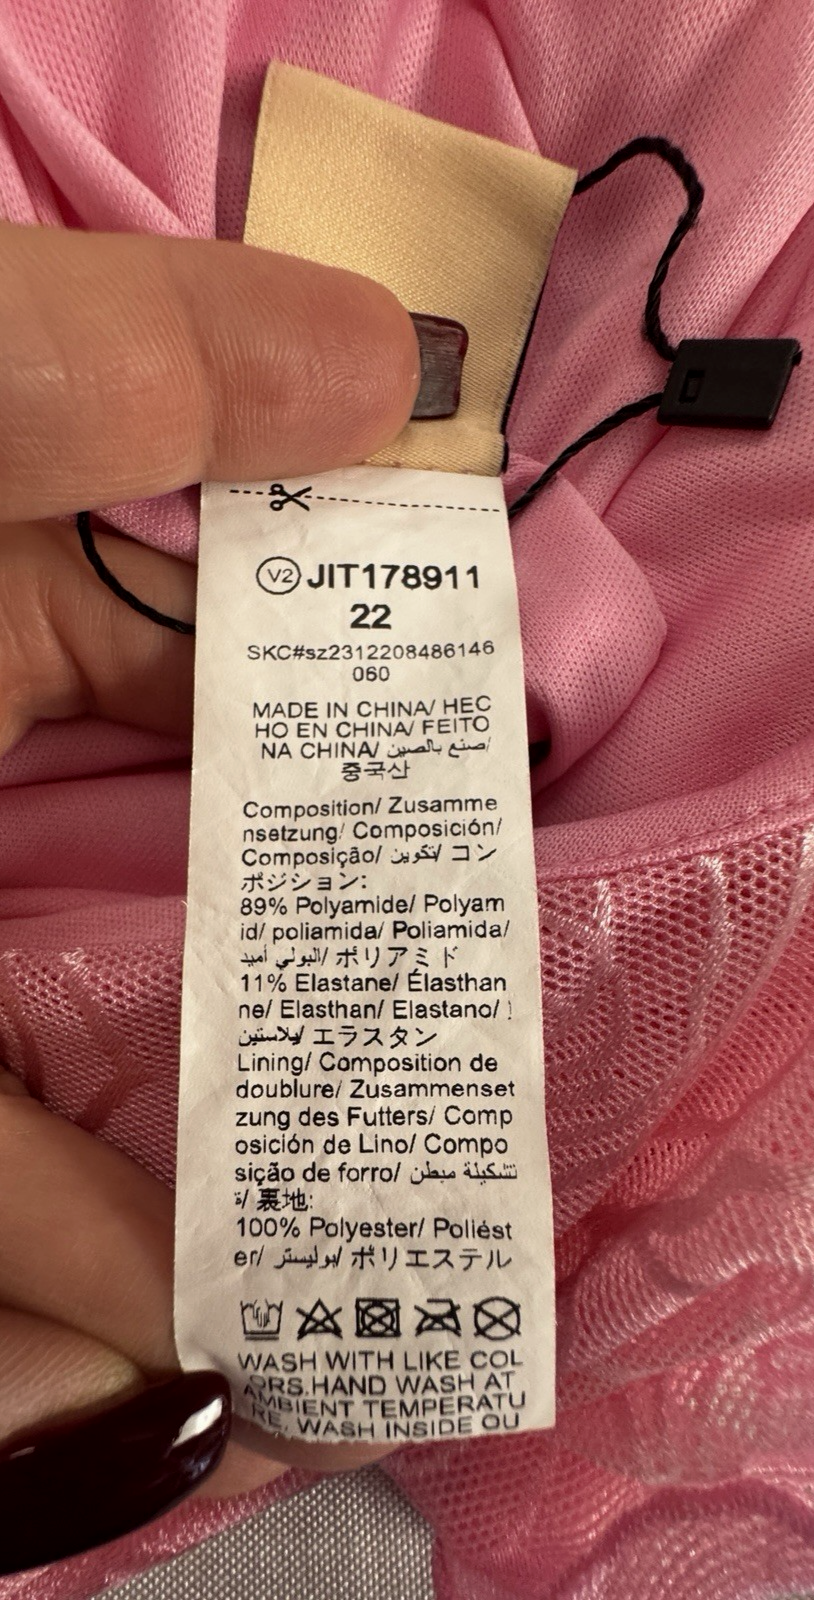 V2 JIT178911
22
SKC#sz2312208486146
060
MADE IN CHINA/ HEC
HO EN CHINA/ FEITO
NA CHINA/ صنع بالصين/
중국산
Composition/ Zusamme
nsetzung/ Composición/
Composição/ تكوين/ コン
ポジション:
89% Polyamide/ Polyam
id/ poliamida/ Poliamida/
البولي أميد/ ポリアミド
11% Elastane/ Élasthan
ne/ Elasthan/ Elastano/ إ
يلاستين/ エラスタン
Lining/ Composition de
doublure/ Zusammenset
zung des Futters/ Comp
osición de Lino/ Compo
sição de forro/ تشكيلة مبطن
ة/ 裏地:
100% Polyester/ Poliést
er/ بوليستر/ ポリエステル
WASH WITH LIKE COL
ORS.HAND WASH AT
AMBIENT TEMPERATU
RE, WASH INSIDE OU